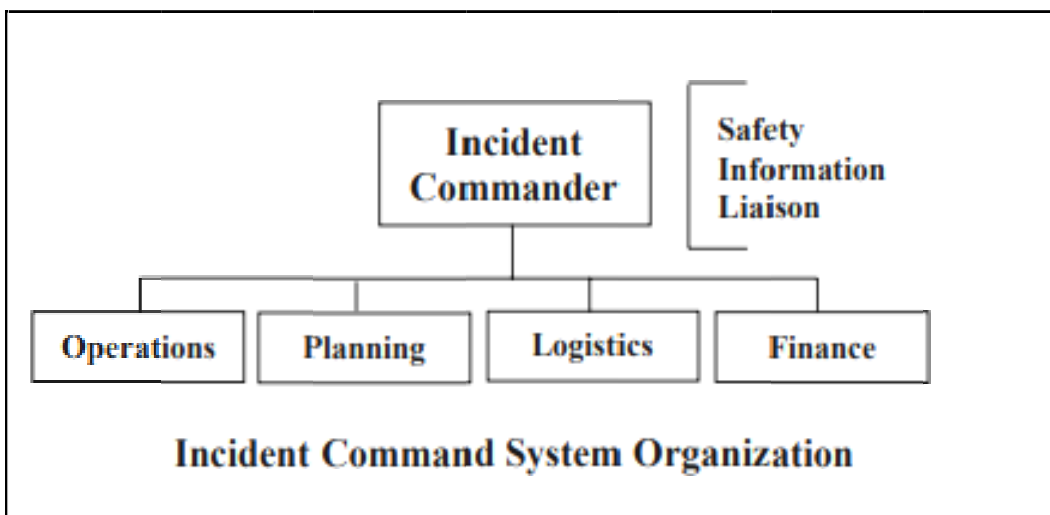 Incident
Commander
Safety
Information
Liaison
Operations
Planning
Logistics
Finance
Incident Command System Organization